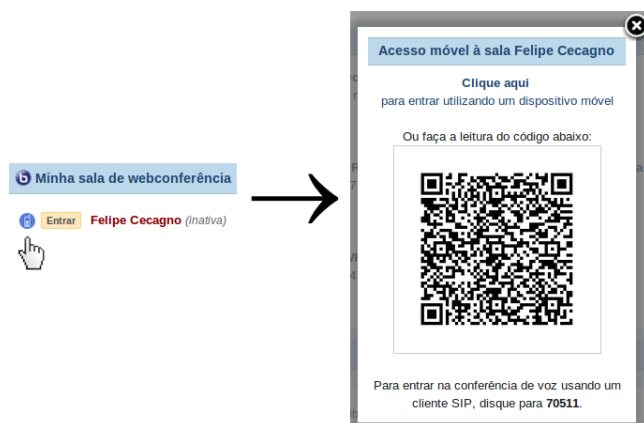 Minha sala de webconferência
Entrar Felipe Cecagno (inativa)
Acesso móvel à sala Felipe Cecagno
Clique aqui
para entrar utilizando um dispositivo móvel
Ou faça a leitura do código abaixo:
Para entrar na conferência de voz usando um
cliente SIP, disque para 70511.